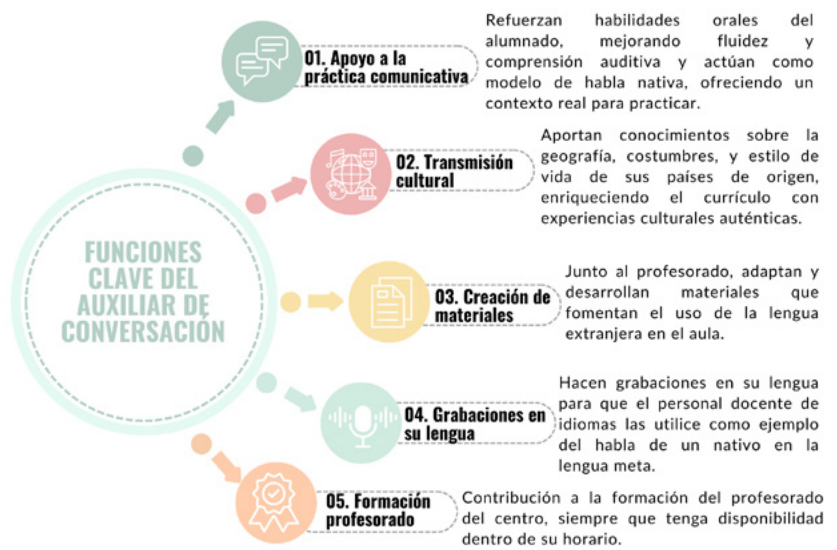 FUNCIONES
CLAVE DEL
AUXILIAR DE
CONVERSACIÓN
01. Apoyo a la
práctica comunicativa
Refuerzan habilidades orales del
alumnado, mejorando fluidez y
comprensión auditiva y actúan como
modelo de habla nativa, ofreciendo un
contexto real para practicar.
02. Transmisión
cultural
Aportan conocimientos sobre la
geografía, costumbres, y estilo de
vida de sus países de origen,
enriqueciendo el currículo con
experiencias culturales auténticas.
03. Creación de
materiales
Junto al profesorado, adaptan y
desarrollan materiales que
fomentan el uso de la lengua
extranjera en el aula.
04. Grabaciones en
su lengua
Hacen grabaciones en su lengua
para que el personal docente de
idiomas las utilice como ejemplo
del habla de un nativo en la
lengua meta.
05. Formación
profesorado
Contribución a la formación del profesorado
del centro, siempre que tenga disponibilidad
dentro de su horario.